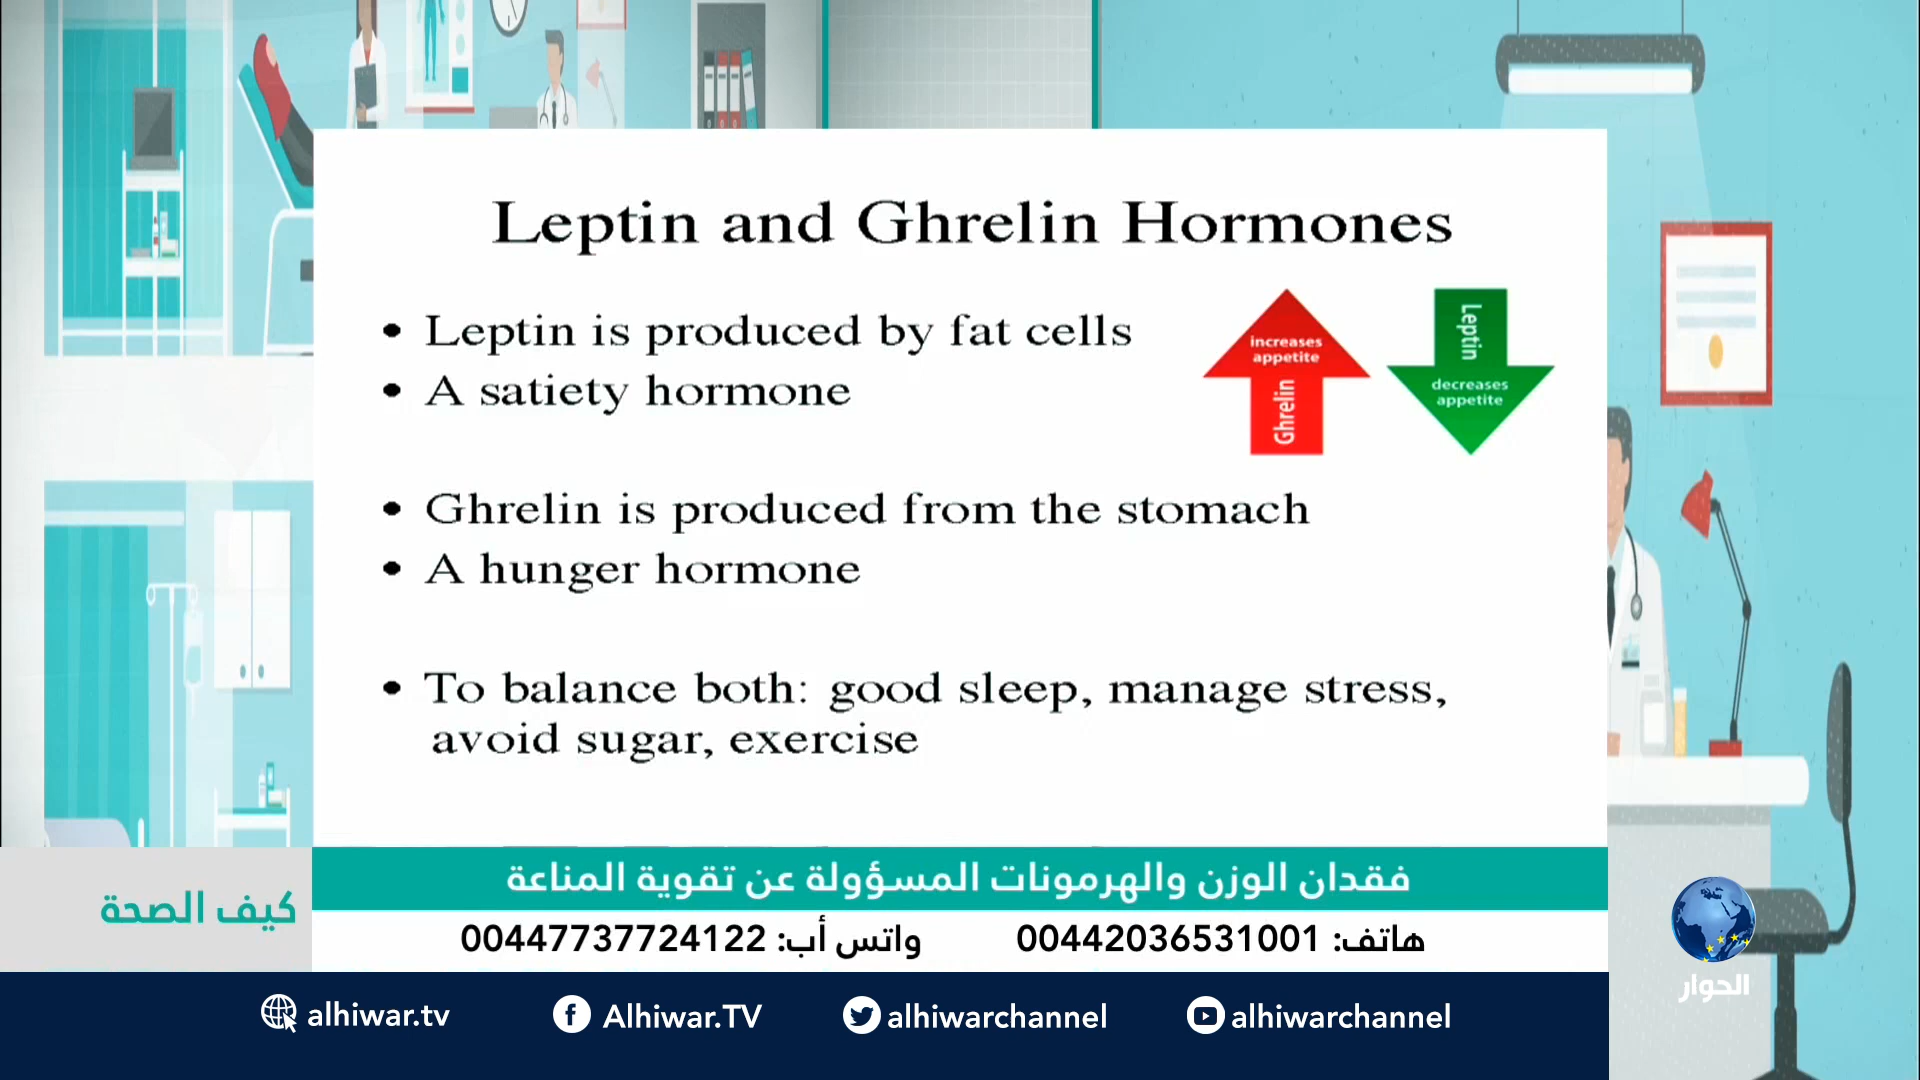 Leptin and Ghrelin Hormones
• Leptin is produced by fat cells
• A satiety hormone
increases
appetite
Ghrelin
Leptin
decreases
appetite
• Ghrelin is produced from the stomach
• A hunger hormone
• To balance both: good sleep, manage stress,
avoid sugar, exercise
فقدان الوزن والهرمونات المسؤولة عن تقوية المناعة
كيف الصحة
هاتف: 00442036531001 واتس أب: 00447737724122
الحوار
alhiwar.tv Alhiwar.TV alhiwarchannel alhiwarchannel